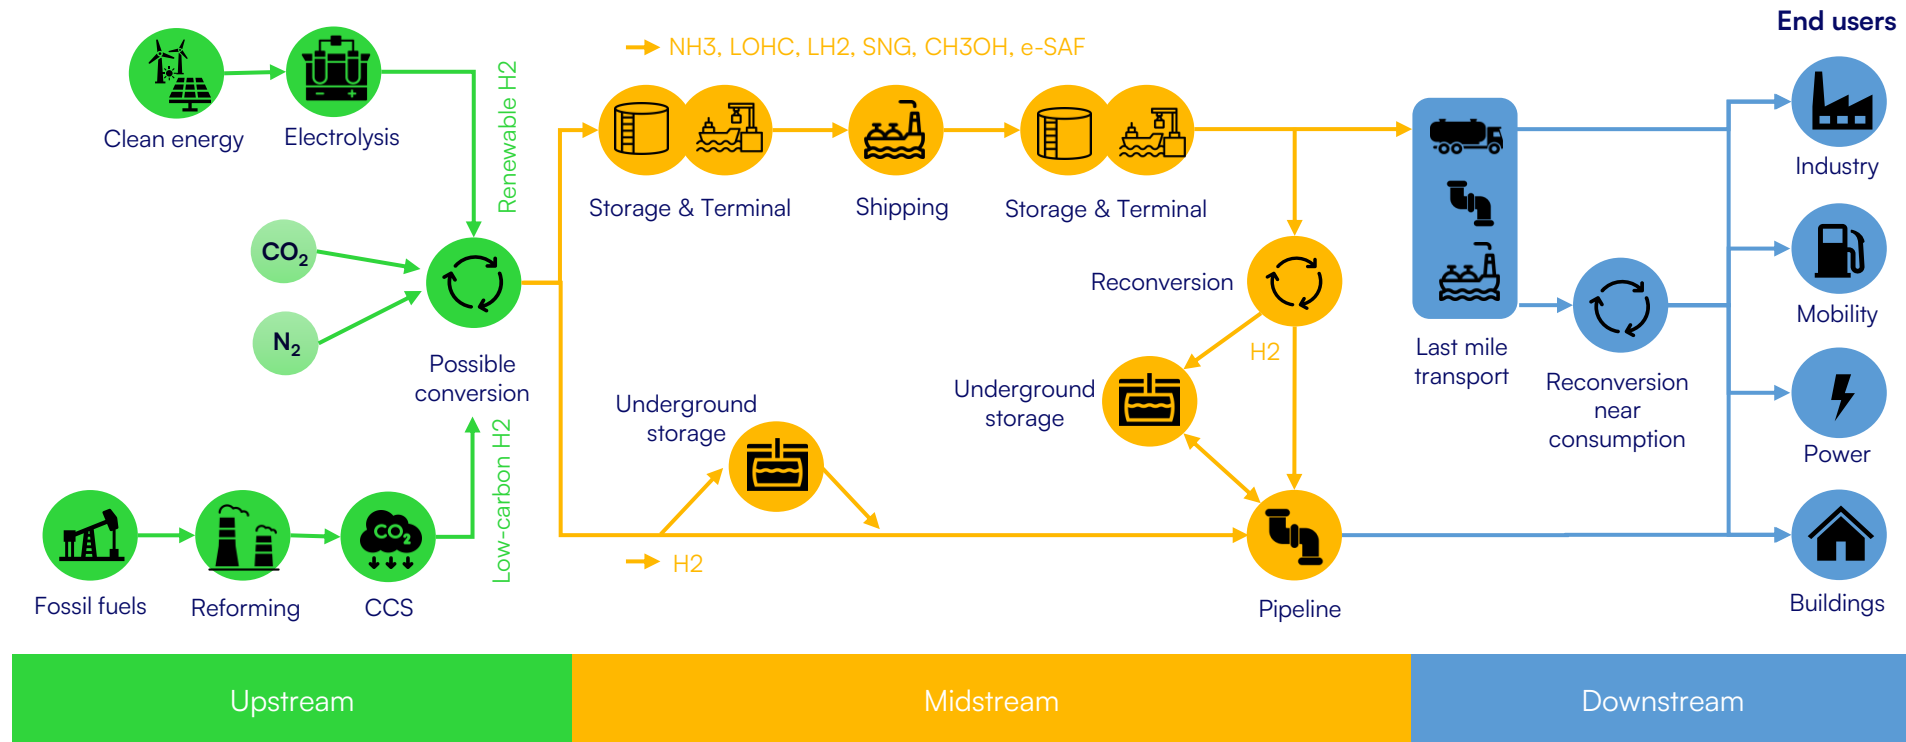 End users
NH3, LOHC, LH2, SNG, CH3OH, e-SAF
Clean energy
Electrolysis
Renewable H2
Industry
Storage & Terminal
Shipping
Storage & Terminal
CO₂
N₂
Possible
conversion
Reconversion
H2
Mobility
Last mile
transport
Reconversion
near
consumption
Underground
storage
Underground
storage
Power
Low-carbon H2
CO₂
H2
Fossil fuels
Reforming
CCS
Pipeline
Buildings
Upstream
Midstream
Downstream